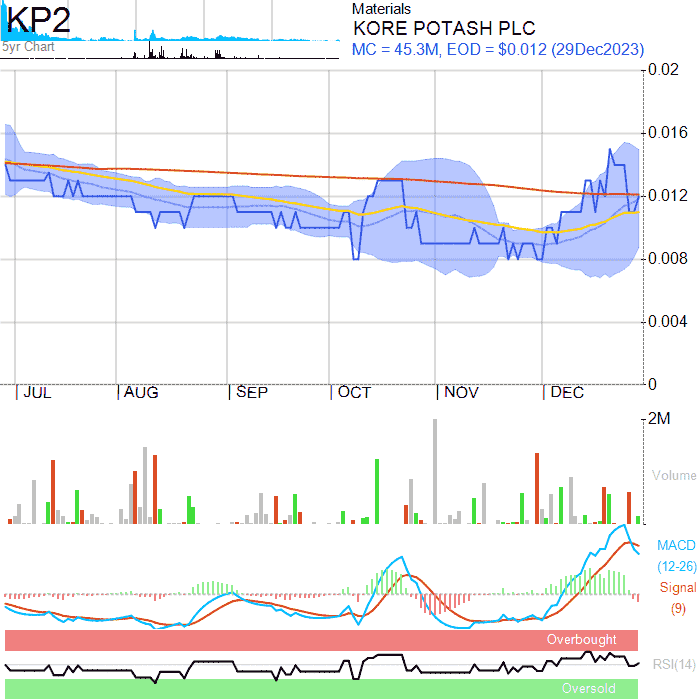 KP2
5yr Chart
Materials
KORE POTASH PLC
MC = 45.3M, EOD = $0.012 (29Dec2023)
0.02
0.016
0.012
0.008
0.004
0
JUL AUG SEP OCT NOV DEC
2M
Volume
MACD
(12-26)
Signal
(9)
Overbought
RSI(14)
Oversold